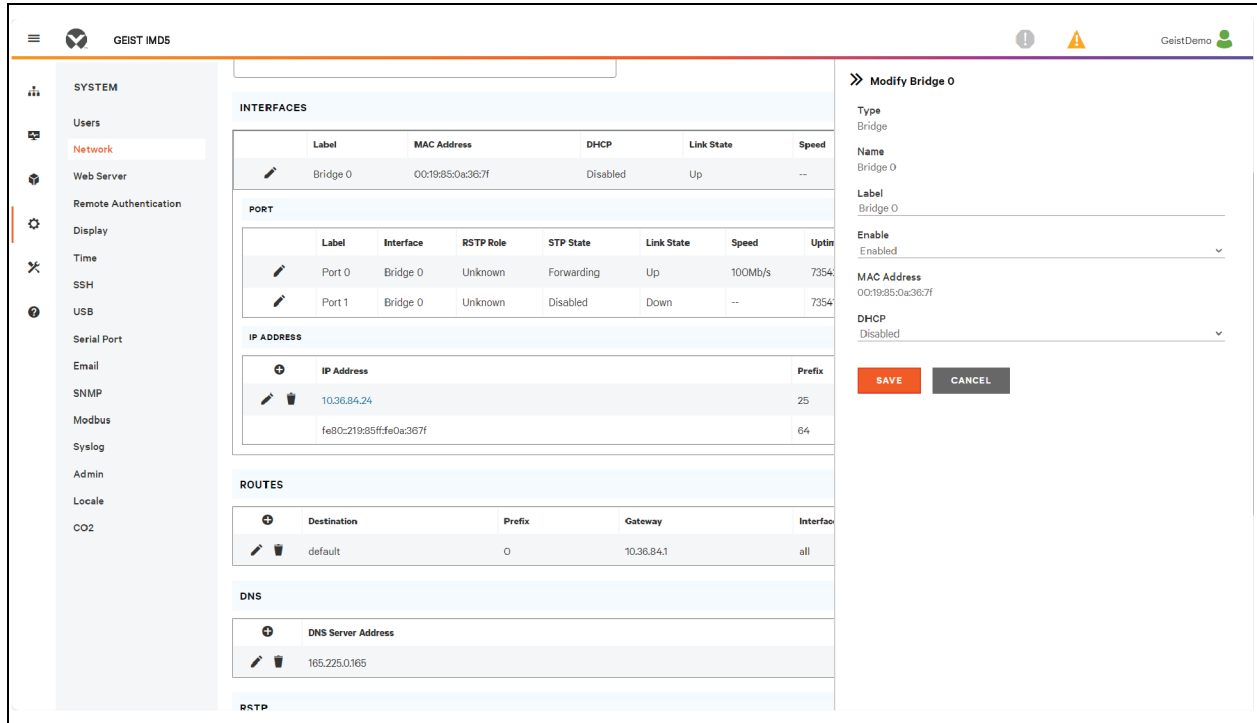 GEIST IMD5
GeistDemo
SYSTEM
Users
Network
Web Server
Remote Authentication
Display
Time
SSH
USB
Serial Port
Email
SNMP
Modbus
Syslog
Admin
Locale
CO2
INTERFACES
Label MAC Address DHCP Link State Speed
Bridge 0 00:19:85:0a:36:7f Disabled Up --
PORT
Label Interface RSTP Role STP State Link State Speed Uptim
Port 0 Bridge 0 Unknown Forwarding Up 100Mb/s 7354
Port 1 Bridge 0 Unknown Disabled Down -- 7354
IP ADDRESS
IP Address Prefix
10.36.84.24 25
fe80::219:85ff:fe0a:367f 64
ROUTES
Destination Prefix Gateway Interfac
default 0 10.36.84.1 all
DNS
DNS Server Address
165.225.0.165
RSTP
Modify Bridge 0
Type
Bridge
Name
Bridge 0
Label
Bridge 0
Enable
Enabled
MAC Address
00:19:85:0a:36:7f
DHCP
Disabled
SAVE CANCEL